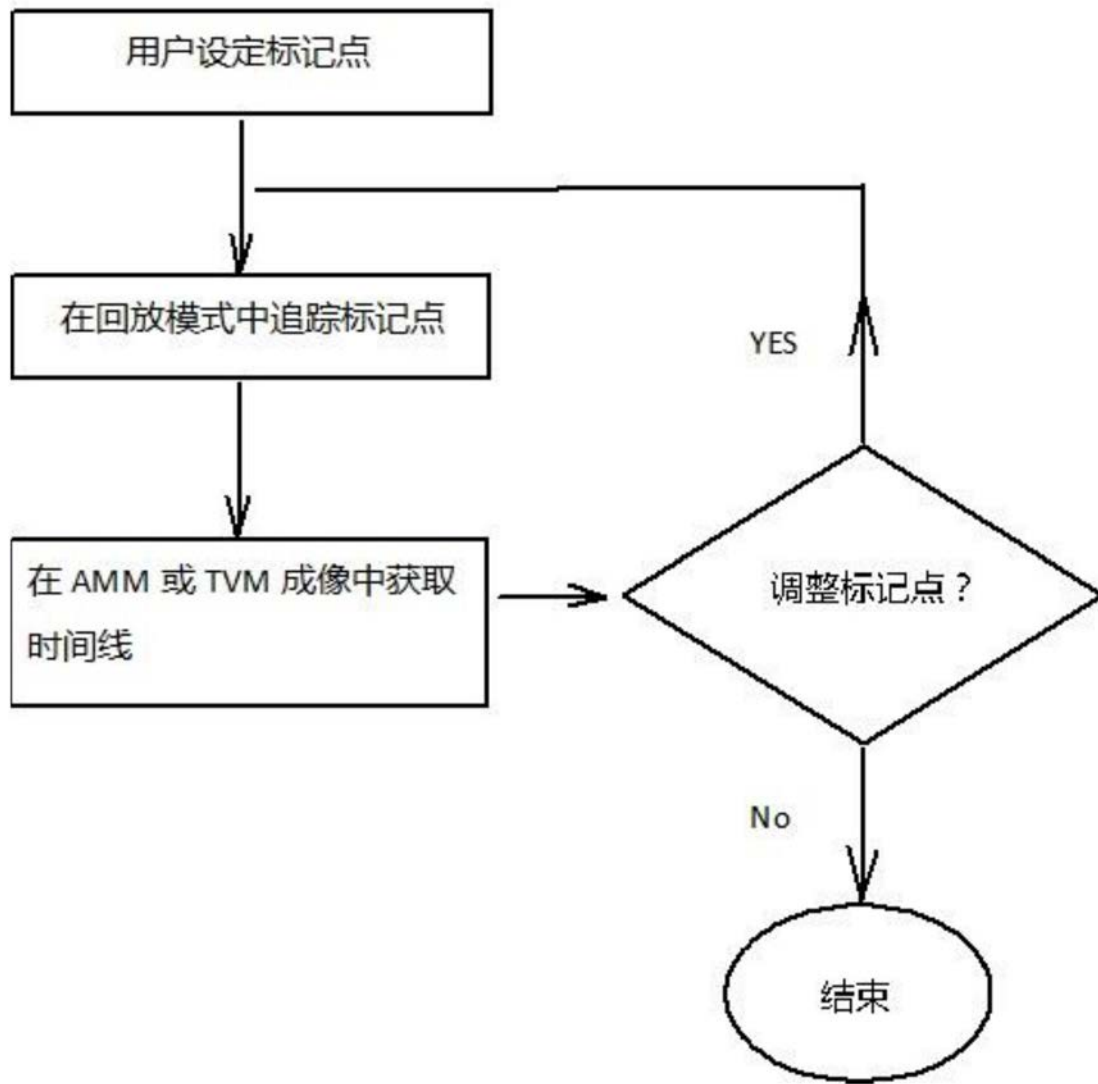 用户设定标记点
在回放模式中追踪标记点
YES
在 AMM 或 TVM 成像中获取
时间线
调整标记点？
No
结束